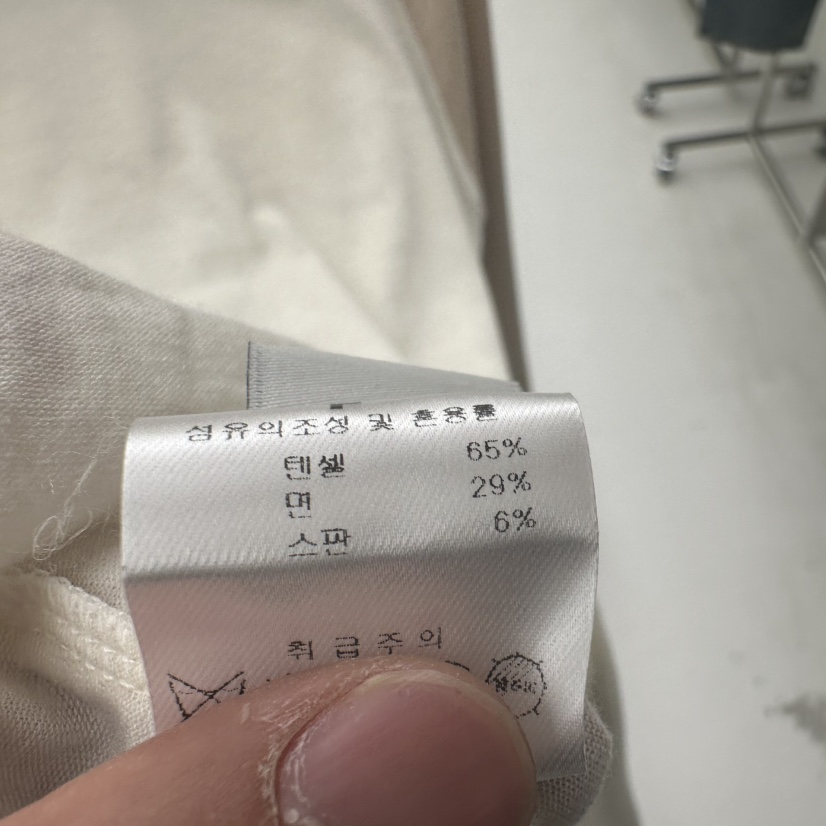 섬유의조성 및 혼용률
텐셀 65%
면 29%
스판 6%
취급주의